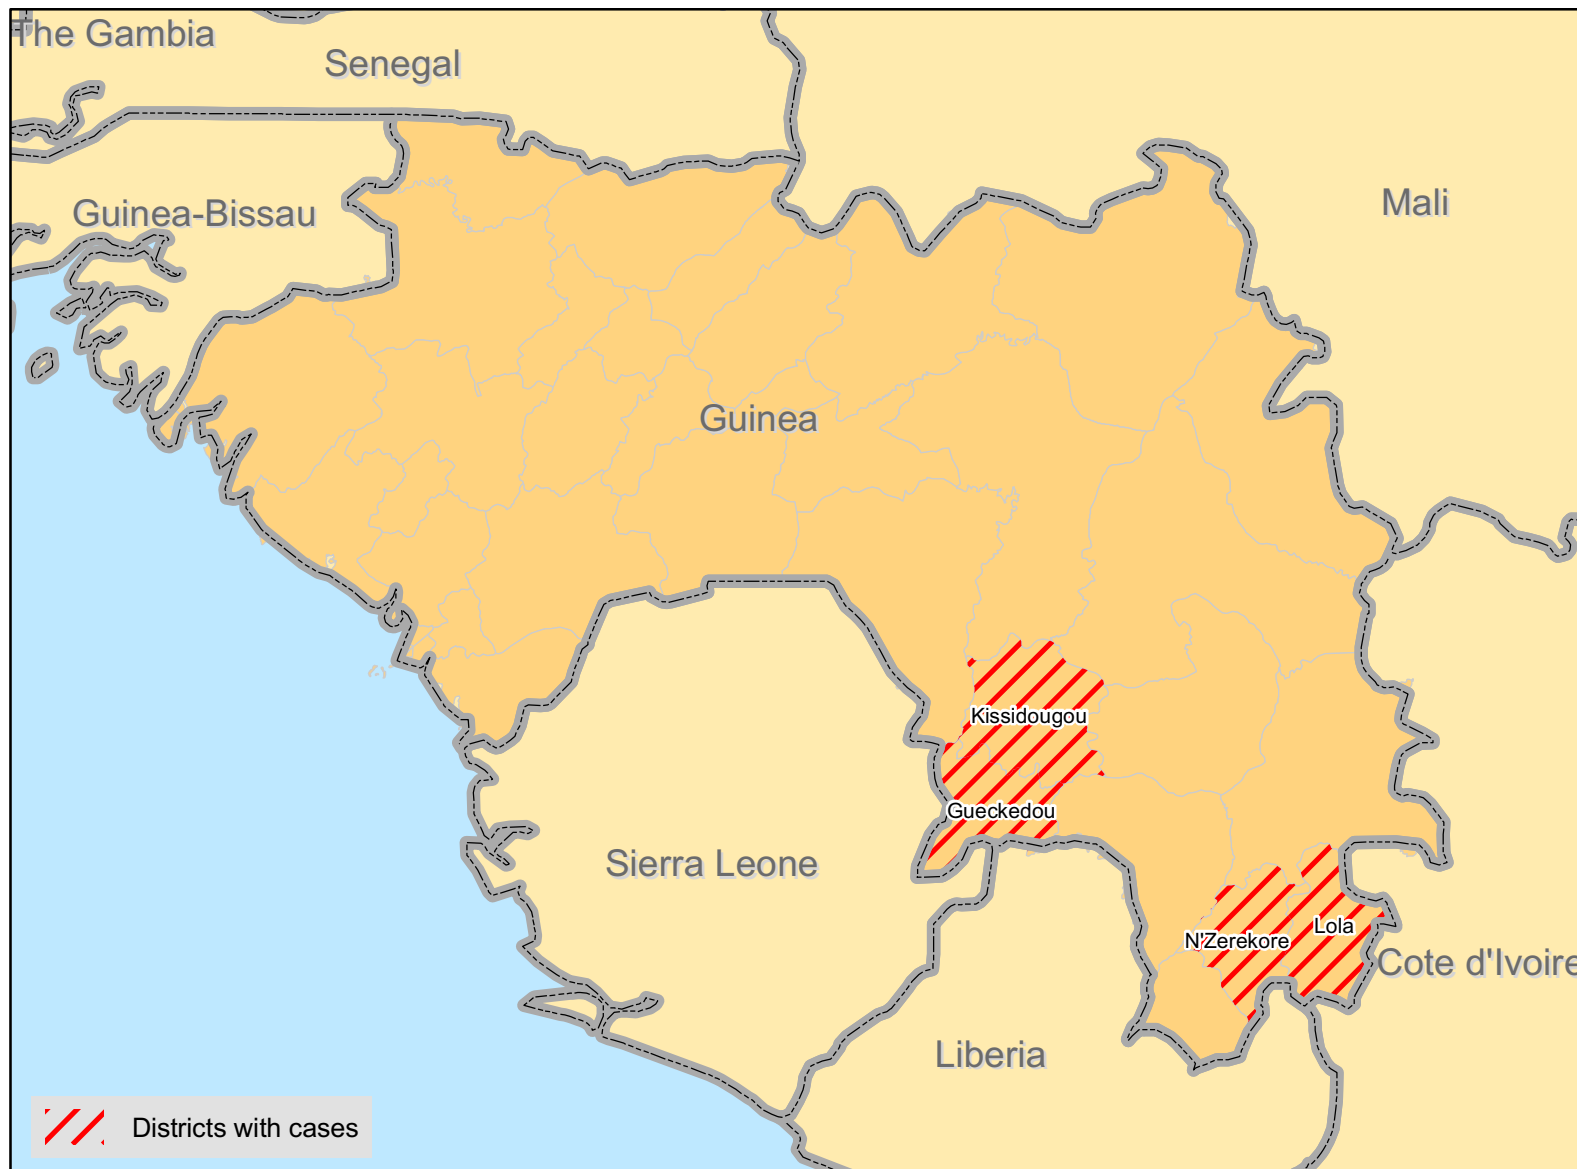 The Gambia
Senegal
Mali
Guinea-Bissau
Guinea
Kissidougou
Gueckedou
Sierra Leone
Lola
N'Zerekore
Cote d'Ivoire
Liberia
Districts with cases